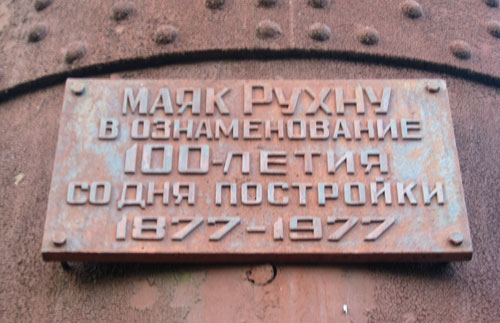 МАЯК РУХНУ
В ОЗНАМЕНОВАНИЕ
100-ЛЕТИЯ
СО ДНЯ ПОСТРОЙКИ
1877-1977